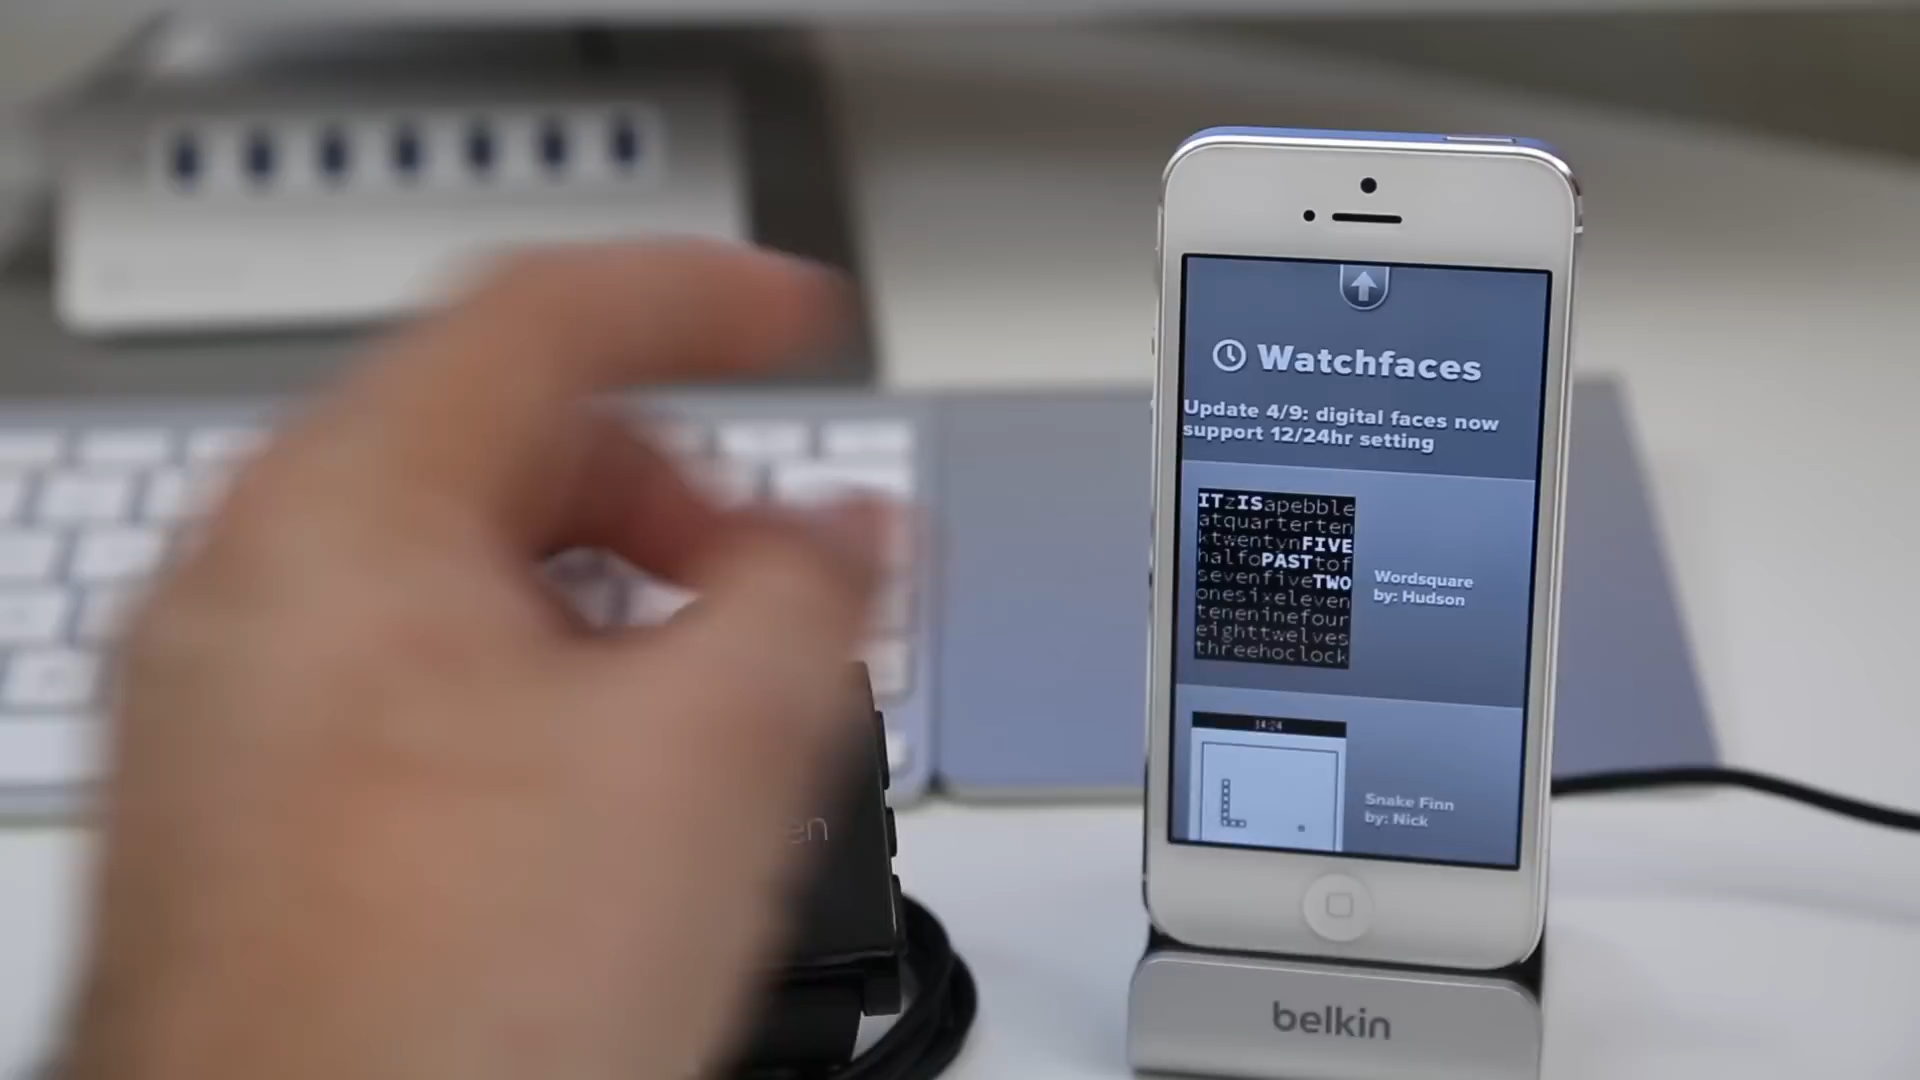 Watchfaces
Update 4/9: digital faces now
support 12/24hr setting
ITzISapebble
atquarterten
ktwentynFIVE
halfoPASTtof
sevenfiveTWO
onesixeleven
teneninefour
eighttwelves
threehoclock
Wordsquare
by: Hudson
14:24
Snake Finn
by: Nick
en
belkin